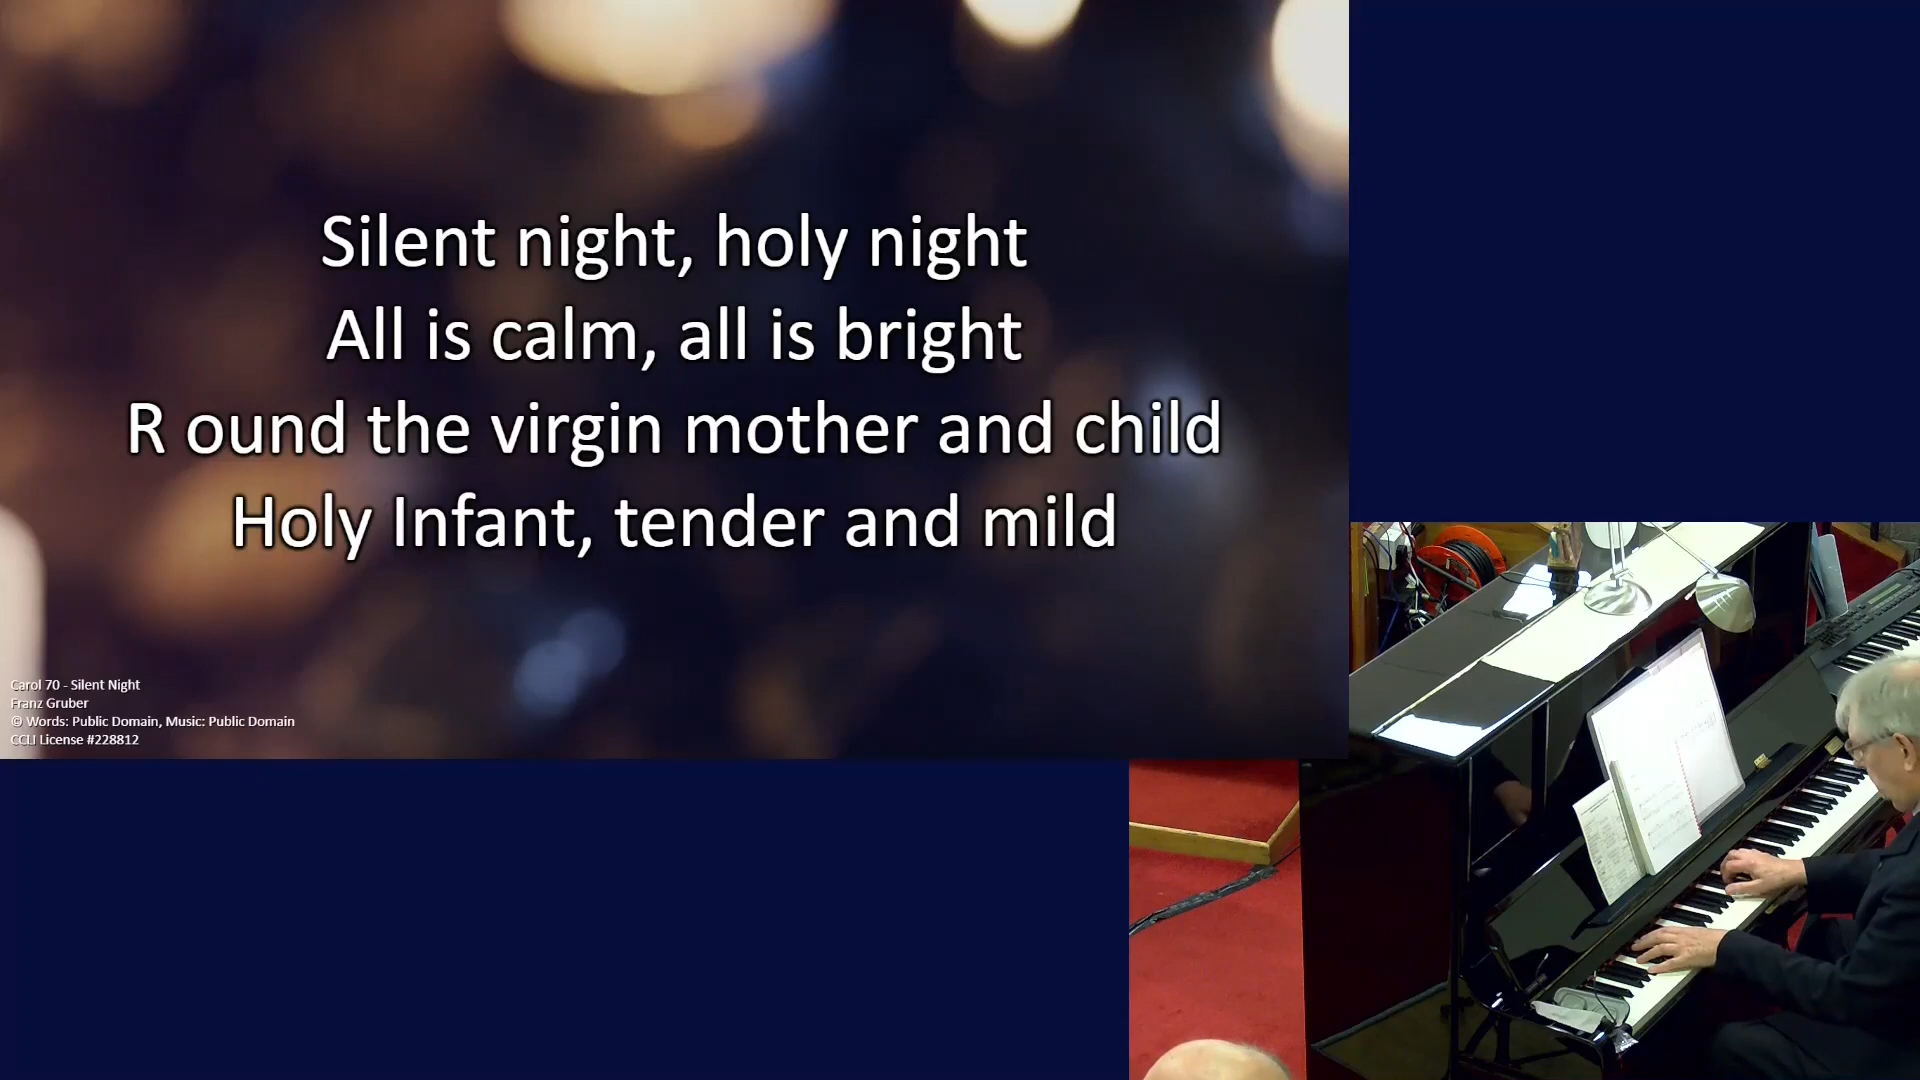 Silent night, holy night
All is calm, all is bright
R ound the virgin mother and child
Holy Infant, tender and mild
Carol 70 - Silent Night
Franz Gruber
© Words: Public Domain, Music: Public Domain
CCLI License #228812